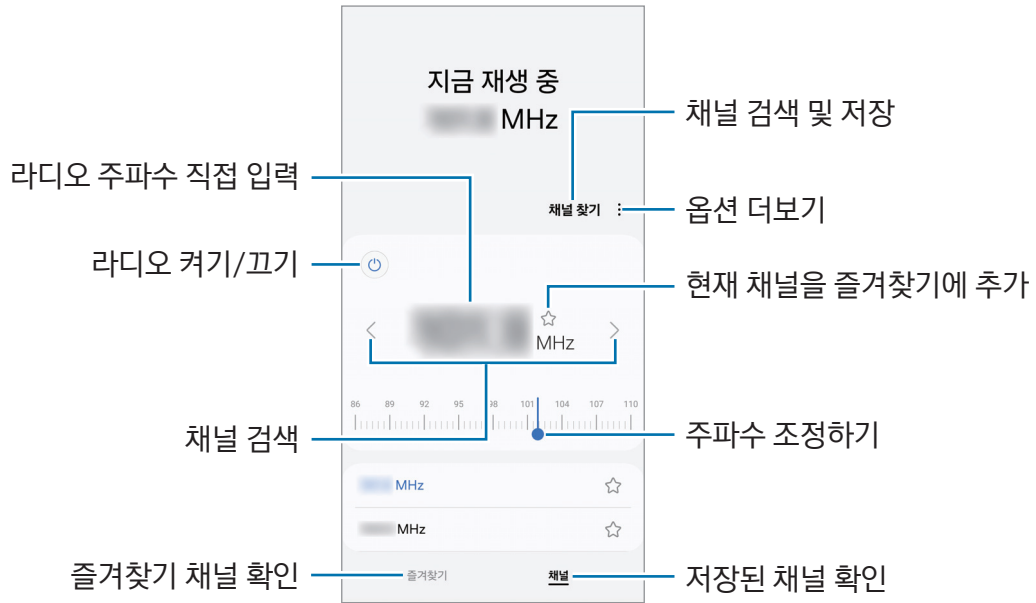 지금 재생 중
MHz
채널 검색 및 저장
라디오 주파수 직접 입력
채널 찾기
옵션 더보기
라디오 켜기/끄기
현재 채널을 즐겨찾기에 추가
MHz
86 89 92 95 98 101 104 107 110
채널 검색
주파수 조정하기
MHz
MHz
즐겨찾기 채널 확인
즐겨찾기
채널
저장된 채널 확인